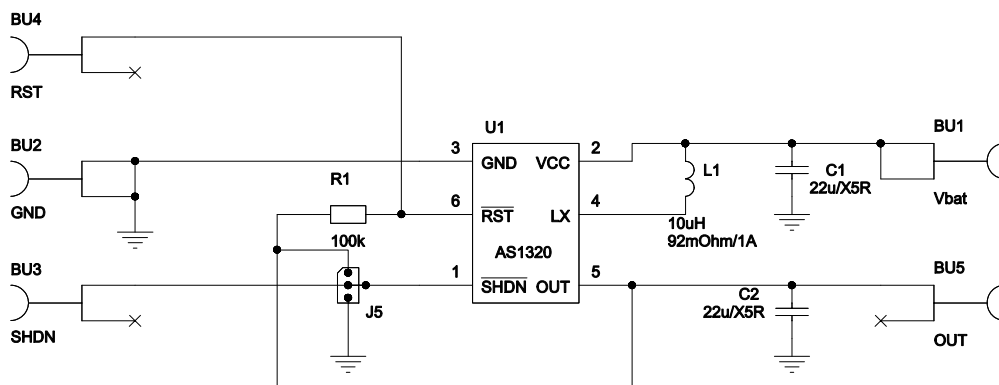 BU4
RST
BU2
GND
BU3
SHDN
R1
100k
J5
U1
3
GND
VCC
2
6
RST
LX
4
AS1320
1
SHDN
OUT
5
L1
10uH
92mOhm/1A
C1
22u/X5R
C2
22u/X5R
BU1
Vbat
BU5
OUT